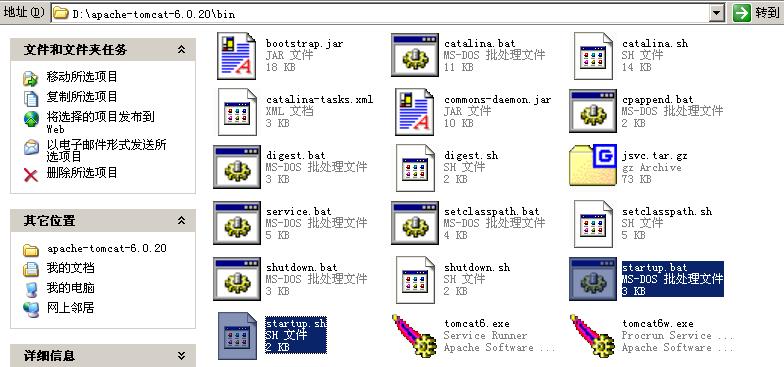 地址(D)
D:\apache-tomcat-6.0.20\bin
转到
文件和文件夹任务
移动所选项目
复制所选项目
将选择的项目发布到
Web
以电子邮件形式发送所
选项目
删除所选项目
其它位置
apache-tomcat-6.0.20
我的文档
我的电脑
网上邻居
详细信息
bootstrap.jar
JAR 文件
18 KB
catalina.bat
MS-DOS 批处理文件
11 KB
catalina.sh
SH 文件
14 KB
catalina-tasks.xml
XML 文档
3 KB
commons-daemon.jar
JAR 文件
10 KB
cpappend.bat
MS-DOS 批处理文件
2 KB
digest.bat
MS-DOS 批处理文件
3 KB
digest.sh
SH 文件
2 KB
jsvc.tar.gz
gz Archive
73 KB
service.bat
MS-DOS 批处理文件
5 KB
setclasspath.bat
MS-DOS 批处理文件
4 KB
setclasspath.sh
SH 文件
5 KB
shutdown.bat
MS-DOS 批处理文件
3 KB
shutdown.sh
SH 文件
2 KB
startup.bat
MS-DOS 批处理文件
3 KB
startup.sh
SH 文件
2 KB
tomcat6.exe
Service Runner
Apache Software ...
tomcat6w.exe
Procrun Service ...
Apache Software ...